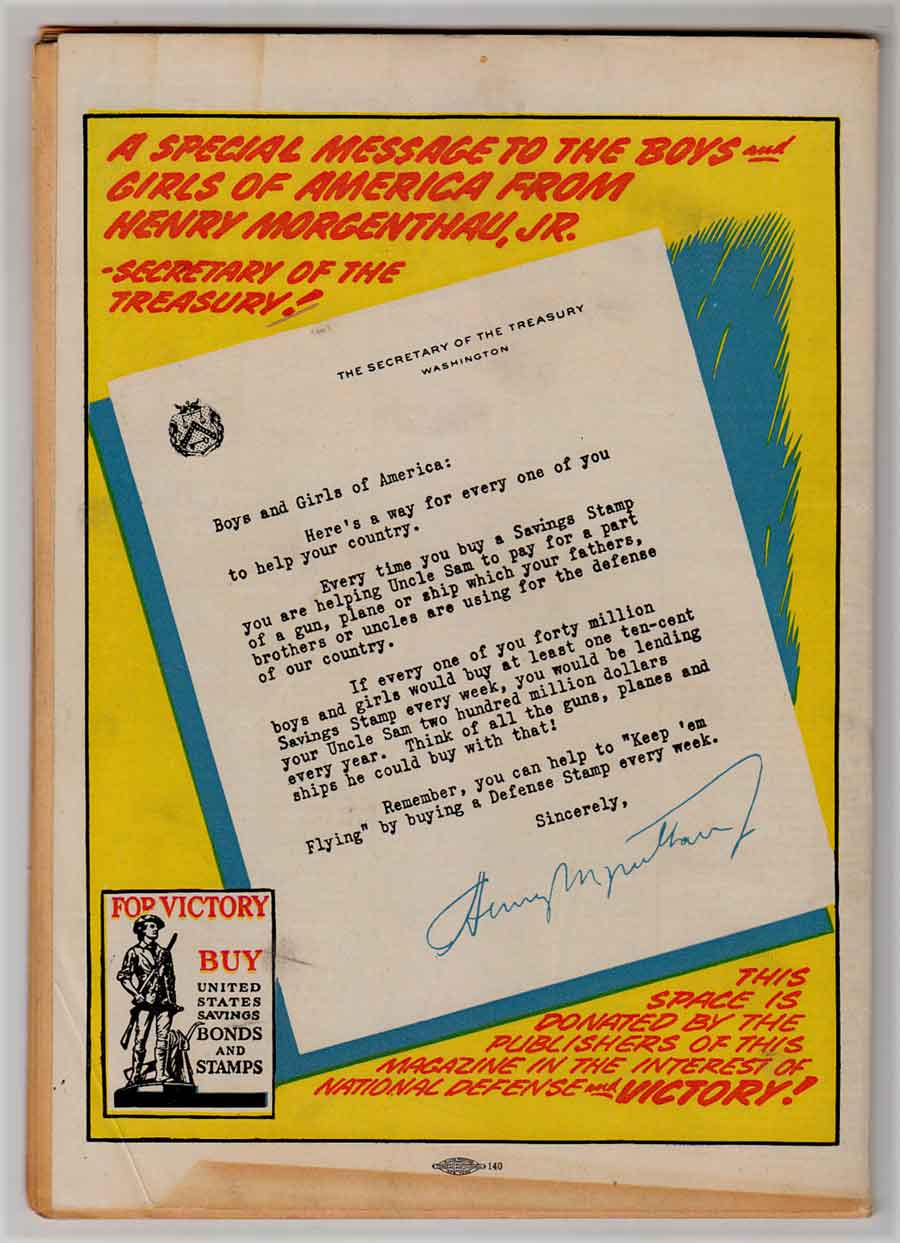 A SPECIAL MESSAGE TO THE BOYS and
GIRLS OF AMERICA FROM
HENRY MORGENTHAU, JR.
-SECRETARY OF THE
TREASURY!
THE SECRETARY OF THE TREASURY
WASHINGTON
Boys and Girls of America:
Here's a way for every one of you
to help your country.
Every time you buy a Savings Stamp
you are helping Uncle Sam to pay for a part
of a gun, plane or ship which your fathers,
brothers or uncles are using for the defense
of our country.
If every one of you forty million
boys and girls would buy at least one ten-cent
Savings Stamp every week, you would be lending
your Uncle Sam two hundred million dollars
every year. Think of all the guns, planes and
ships he could buy with that!
Remember, you can help to "Keep 'em
Flying" by buying a Defense Stamp every week.
Sincerely,
Henry Morgenthau Jr
FOR VICTORY
BUY
UNITED
STATES
SAVINGS
BONDS
AND
STAMPS
THIS
SPACE IS
DONATED BY THE
PUBLISHERS OF THIS
MAGAZINE IN THE INTEREST OF
NATIONAL DEFENSE and VICTORY!
140